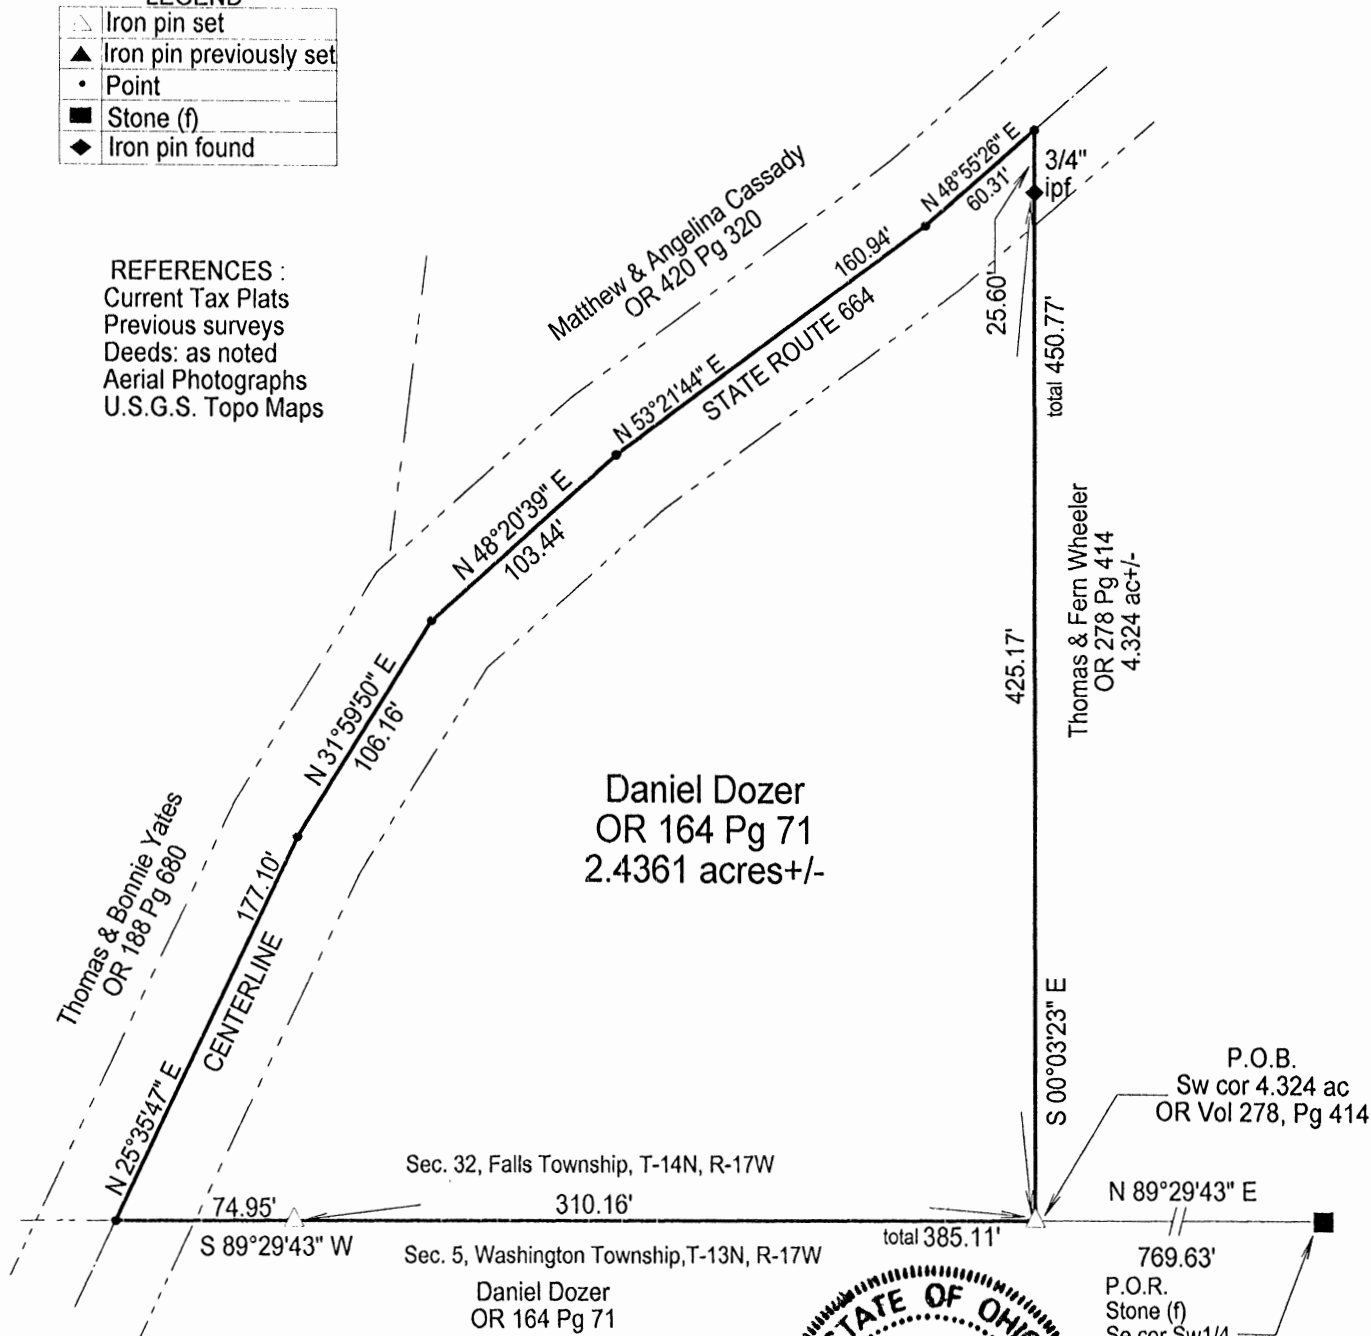 LEGEND
Iron pin set
Iron pin previously set
Point
Stone (f)
Iron pin found
REFERENCES :
Current Tax Plats
Previous surveys
Deeds: as noted
Aerial Photographs
U.S.G.S. Topo Maps
Matthew & Angelina Cassady
OR 420 Pg 320
N 48°55'26" E
60.31'
3/4"
ipf
25.60'
total 450.77'
160.94'
N 53°21'44" E
STATE ROUTE 664
N 48°20'39" E
103.44'
N 31°59'50" E
106.16'
Thomas & Fern Wheeler
OR 278 Pg 414
4.324 ac+/-
425.17'
Daniel Dozer
OR 164 Pg 71
2.4361 acres+/-
Thomas & Bonnie Yates
OR 188 Pg 680
177.10'
CENTERLINE
N 25°35'47" E
S 00°03'23" E
P.O.B.
Sw cor 4.324 ac
OR Vol 278, Pg 414
Sec. 32, Falls Township, T-14N, R-17W
74.95'
310.16'
N 89°29'43" E
S 89°29'43" W
total 385.11'
769.63'
Sec. 5, Washington Township,T-13N, R-17W
Daniel Dozer
OR 164 Pg 71
P.O.R.
Stone (f)
Se cor Sw1/4
STATE OF OHIO